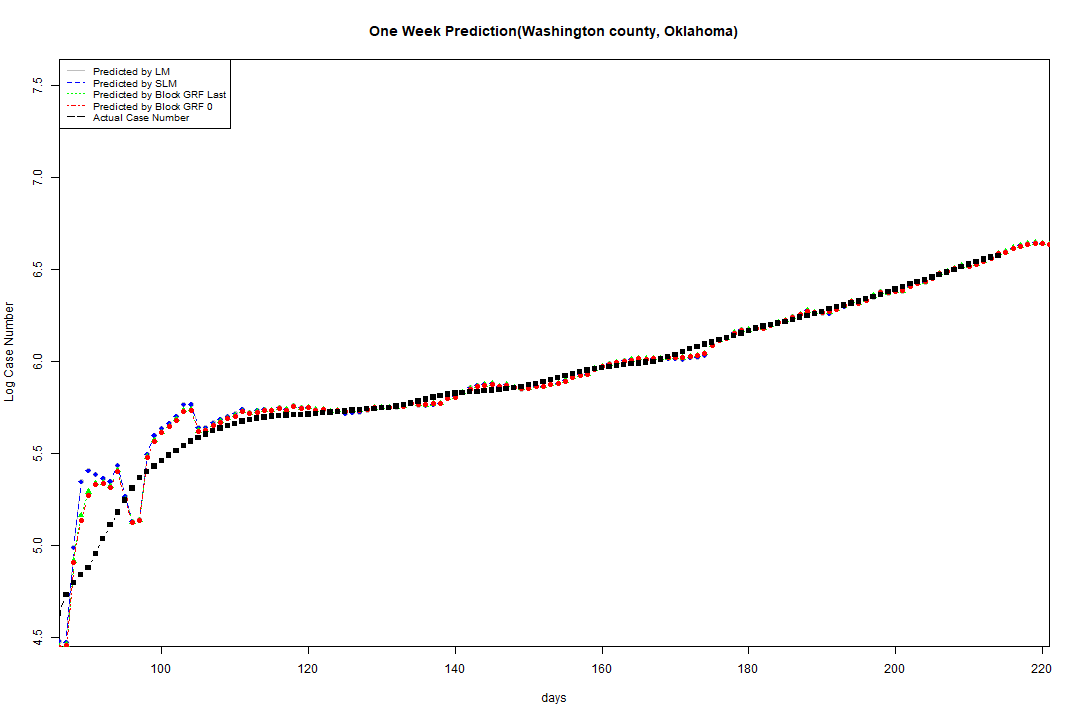 One Week Prediction(Washington county, Oklahoma)
Predicted by LM
Predicted by SLM
Predicted by Block GRF Last
Predicted by Block GRF 0
Actual Case Number
7.5
7.0
6.5
6.0
5.5
5.0
4.5
Log Case Number
100 120 140 160 180 200 220
days